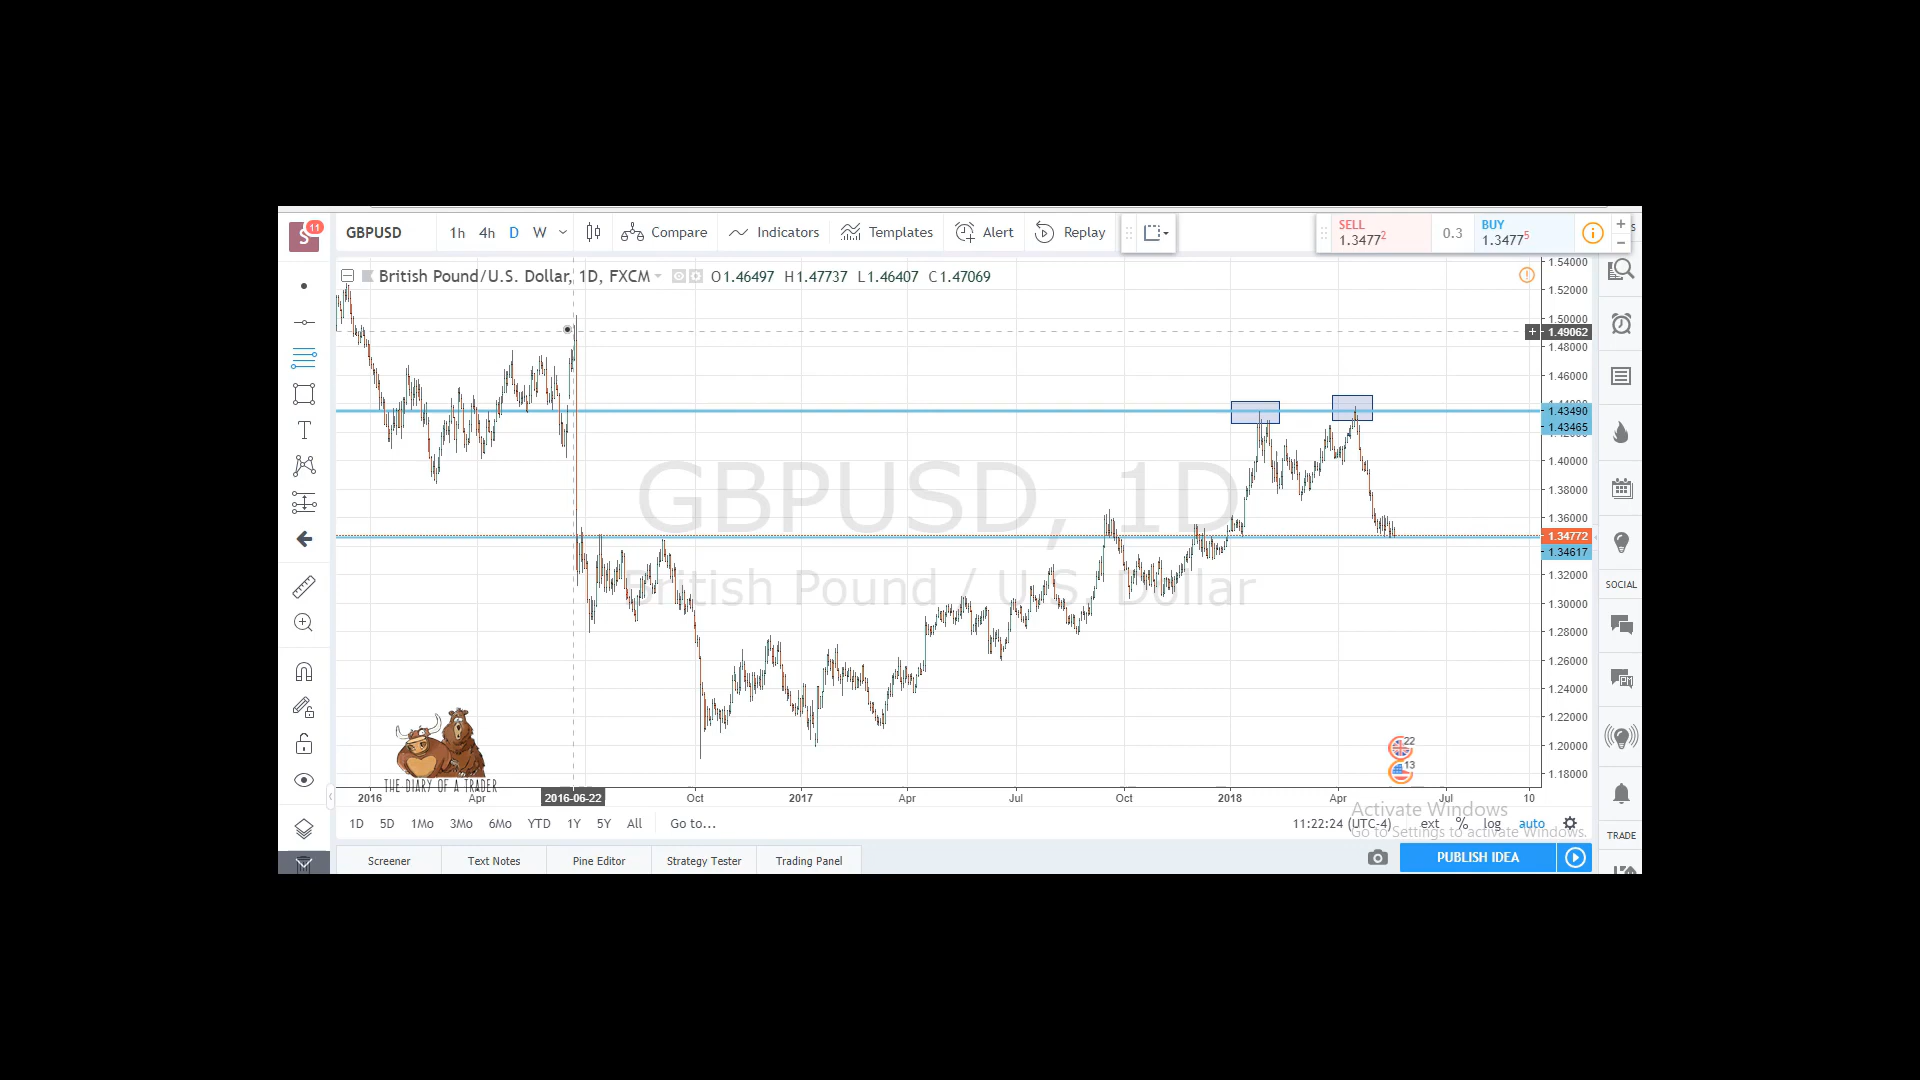 S 11
GBPUSD 1h 4h D W Compare Indicators Templates Alert Replay
SELL 1.34772 0.3 BUY 1.34775
British Pound/U.S. Dollar, 1D, FXCM O1.46497 H1.47737 L1.46407 C1.47069
1.54000
1.52000
1.50000
1.49062
1.48000
1.46000
1.43490
1.43465
1.40000
1.38000
1.36000
1.34772
1.34617
1.32000
1.30000
1.28000
1.26000
1.24000
1.22000
1.20000
1.18000
GBPUSD, 1D
British Pound / U.S. Dollar
SOCIAL
22
13
THE DIARY OF A TRADER
2016 Apr 2016-06-22 Oct 2017 Apr Jul Oct 2018 Apr Jul 10
Activate Windows
Go to Settings to activate Windows.
1D 5D 1Mo 3Mo 6Mo YTD 1Y 5Y All Go to... 11:22:24 (UTC-4) ext % log auto
TRADE
Screener Text Notes Pine Editor Strategy Tester Trading Panel PUBLISH IDEA